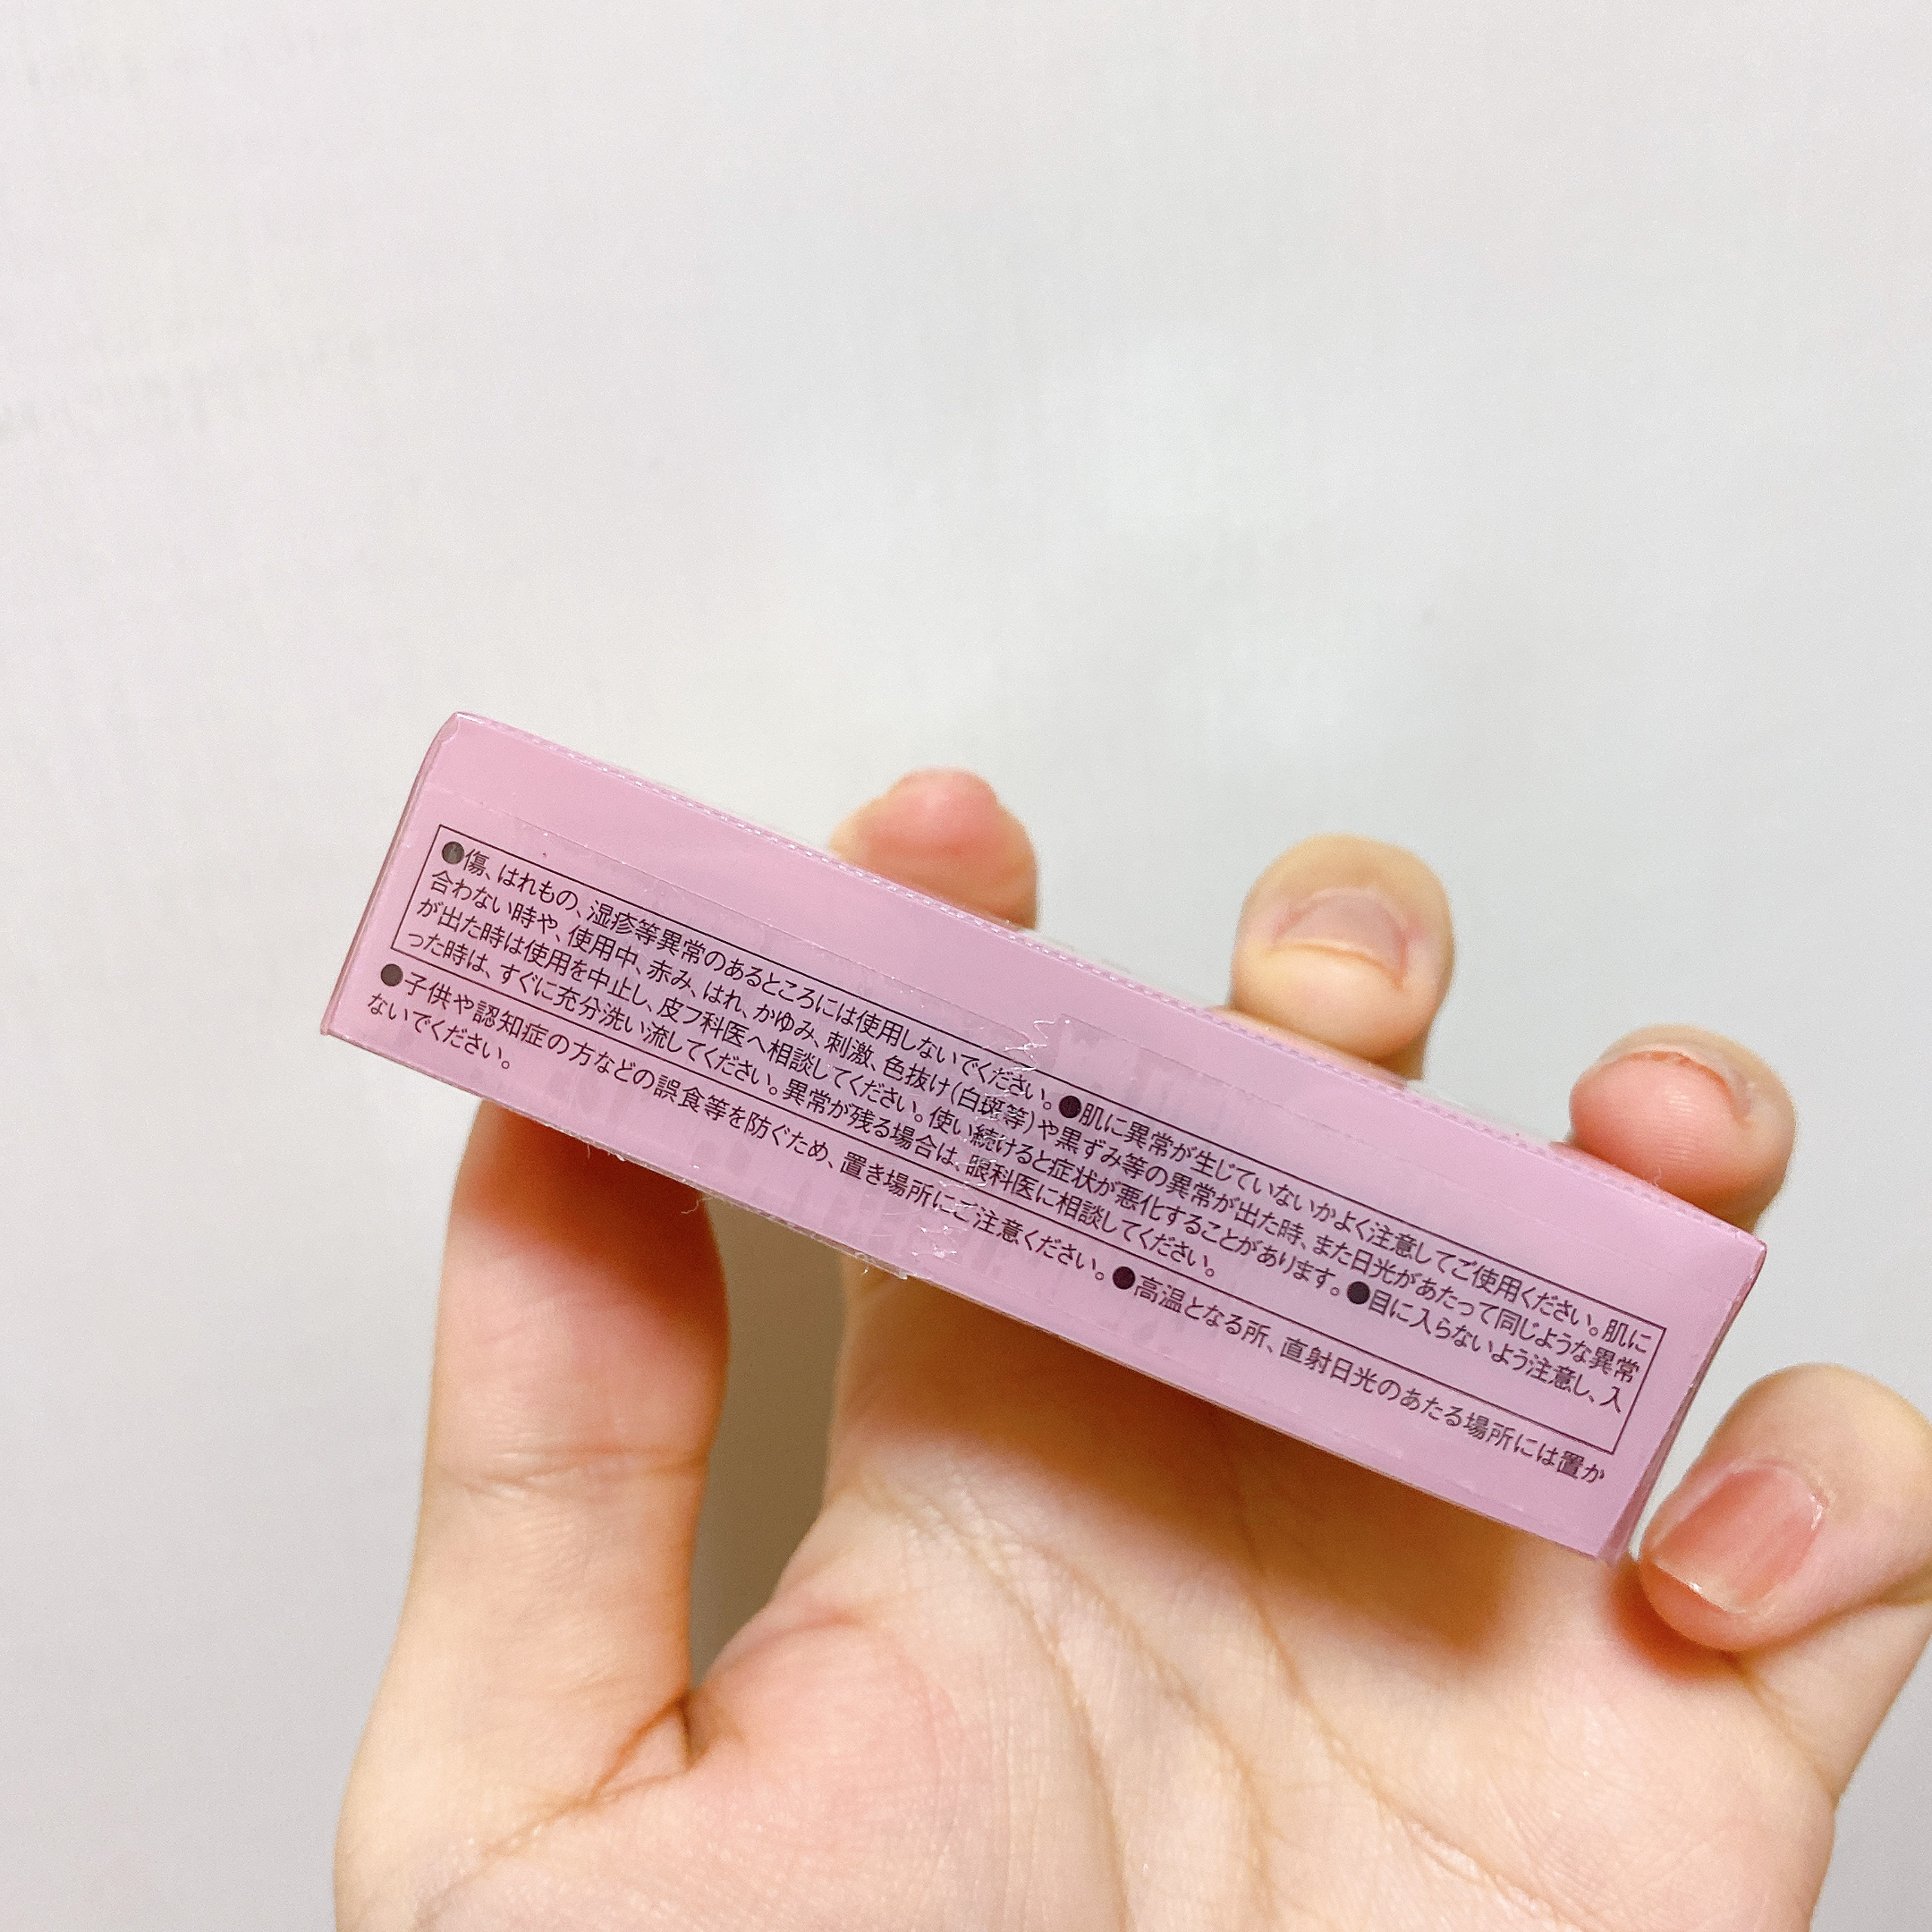 ●傷、はれもの、湿疹等異常のあるところには使用しないでください。●肌に異常が生じていないかよく注意してご使用ください。肌に
合わない時や、使用中、赤み、はれ、かゆみ、刺激、色抜け(白斑等)や黒ずみ等の異常が出た時、また日光があたって同じような異常
が出た時は使用を中止し、皮フ科医へ相談してください。使い続けると症状が悪化することがあります。●目に入らないよう注意し、入
った時は、すぐに充分洗い流してください。異常が残る場合は、眼科医に相談してください。
●子供や認知症の方などの誤食等を防ぐため、置き場所にご注意ください。●高温となる所、直射日光のあたる場所には置か
ないでください。